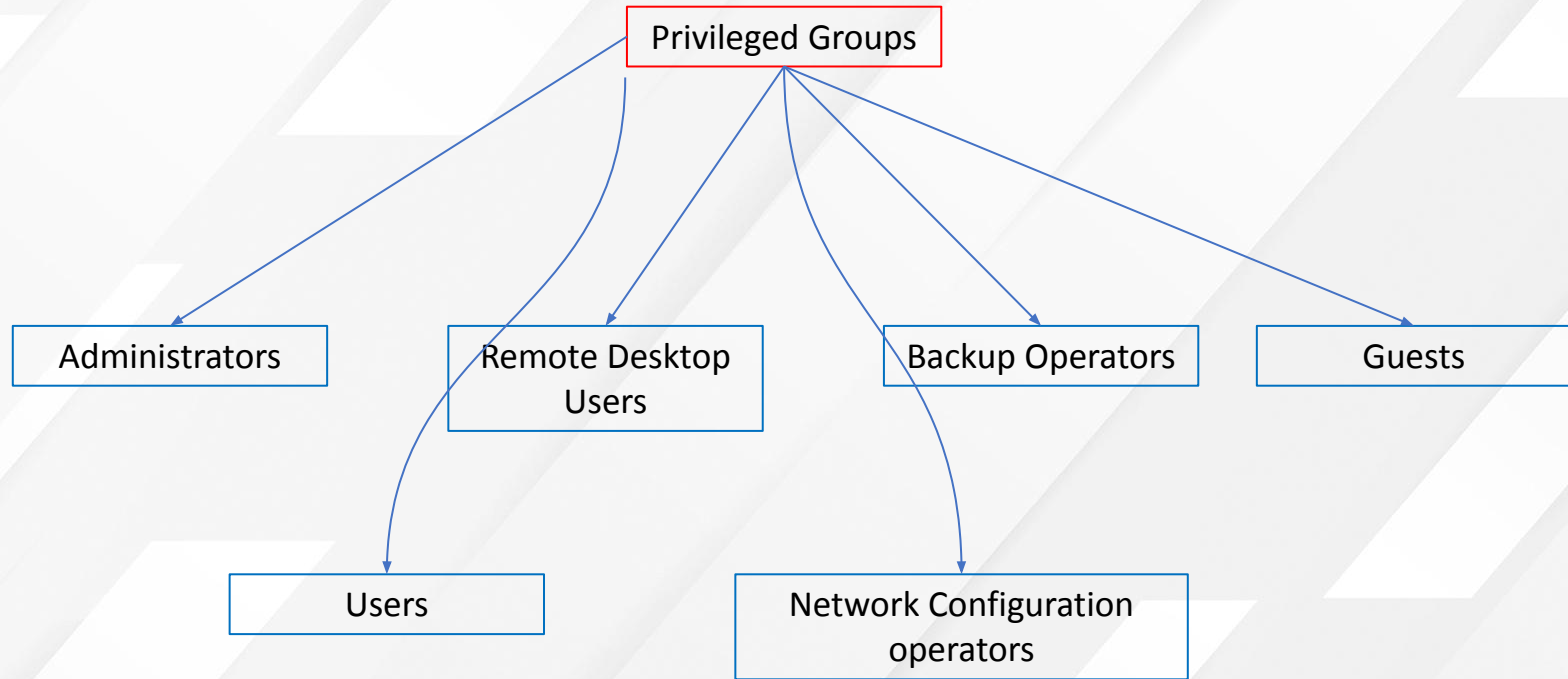 Privileged Groups
Administrators
Remote Desktop
Users
Backup Operators
Guests
Users
Network Configuration
operators